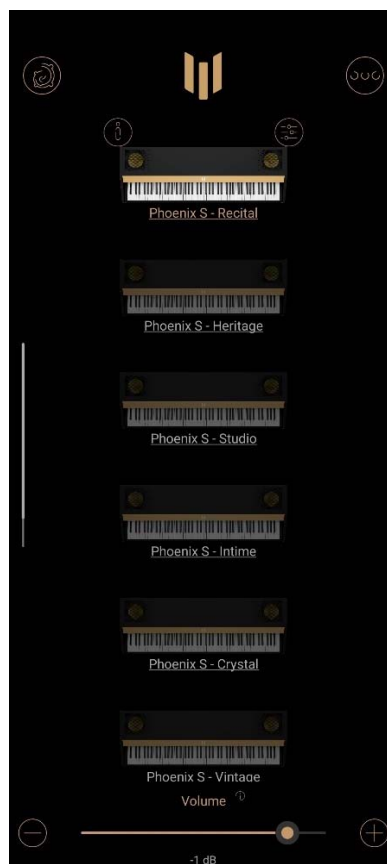 Phoenix S - Recital
Phoenix S - Heritage
Phoenix S - Studio
Phoenix S - Intime
Phoenix S - Crystal
Phoenix S - Vintage
Volume
-1 dB